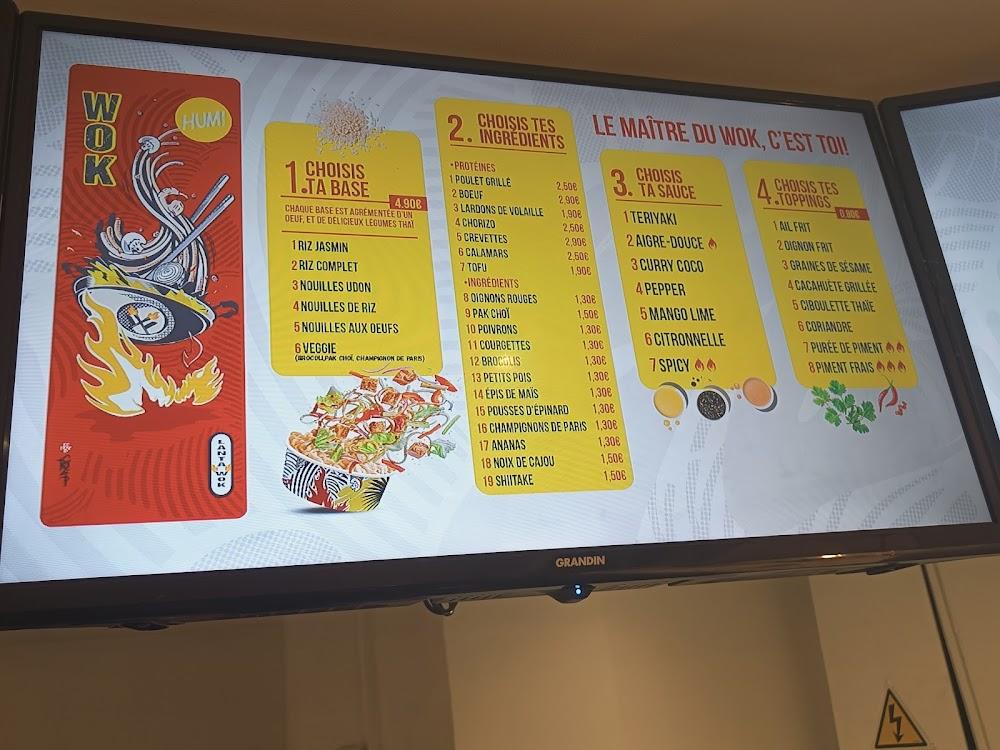 WOK
HUM!
LANTA WOK
1. CHOISIS
TA BASE
4.90€
CHAQUE BASE EST AGRÉMENTÉE D'UN
OEUF, ET DE DÉLICIEUX LÉGUMES THAÏ
1 RIZ JASMIN
2 RIZ COMPLET
3 NOUILLES UDON
4 NOUILLES DE RIZ
5 NOUILLES AUX OEUFS
6 VEGGIE
(BROCOLI,PAK CHOÏ, CHAMPIGNON DE PARIS)
2. CHOISIS TES
INGRÉDIENTS
•PROTÉINES
1 POULET GRILLÉ 2,50€
2 BOEUF 2,90€
3 LARDONS DE VOLAILLE 1,90€
4 CHORIZO 2,50€
5 CREVETTES 2,90€
6 CALAMARS 2,50€
7 TOFU 1,90€
•INGRÉDIENTS
8 OIGNONS ROUGES 1,30€
9 PAK CHOÏ 1,50€
10 POIVRONS 1,30€
11 COURGETTES 1,30€
12 BROCOLIS 1,30€
13 PETITS POIS 1,30€
14 ÉPIS DE MAÏS 1,30€
15 POUSSES D'ÉPINARD 1,30€
16 CHAMPIGNONS DE PARIS 1,30€
17 ANANAS 1,30€
18 NOIX DE CAJOU 1,50€
19 SHIITAKE 1,50€
LE MAÎTRE DU WOK, C'EST TOI!
3. CHOISIS
TA SAUCE
1 TERIYAKI
2 AIGRE-DOUCE
3 CURRY COCO
4 PEPPER
5 MANGO LIME
6 CITRONNELLE
7 SPICY
4. CHOISIS TES
TOPPINGS
0.80€
1 AIL FRIT
2 OIGNON FRIT
3 GRAINES DE SÉSAME
4 CACAHUÈTE GRILLÉE
5 CIBOULETTE THAÏE
6 CORIANDRE
7 PURÉE DE PIMENT
8 PIMENT FRAIS
GRANDIN